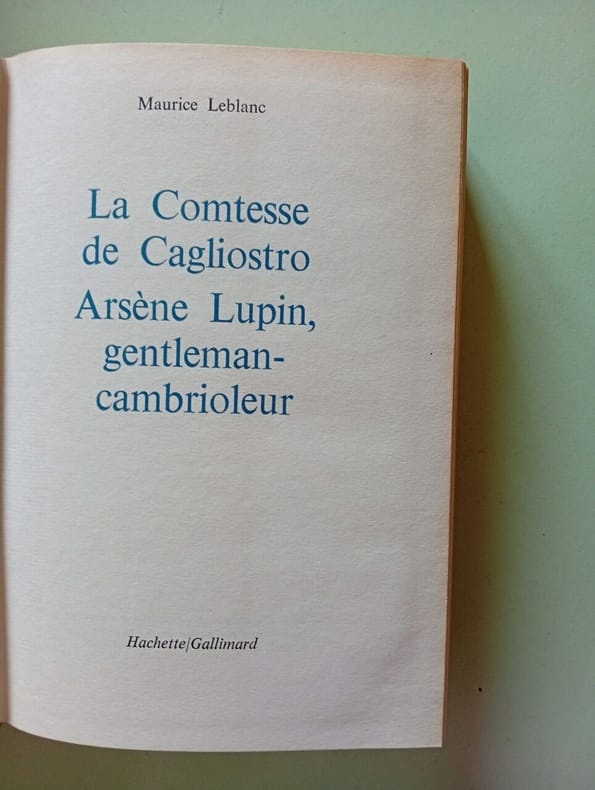 Maurice Leblanc
La Comtesse
de Cagliostro
Arsène Lupin,
gentleman-
cambrioleur
Hachette/Gallimard